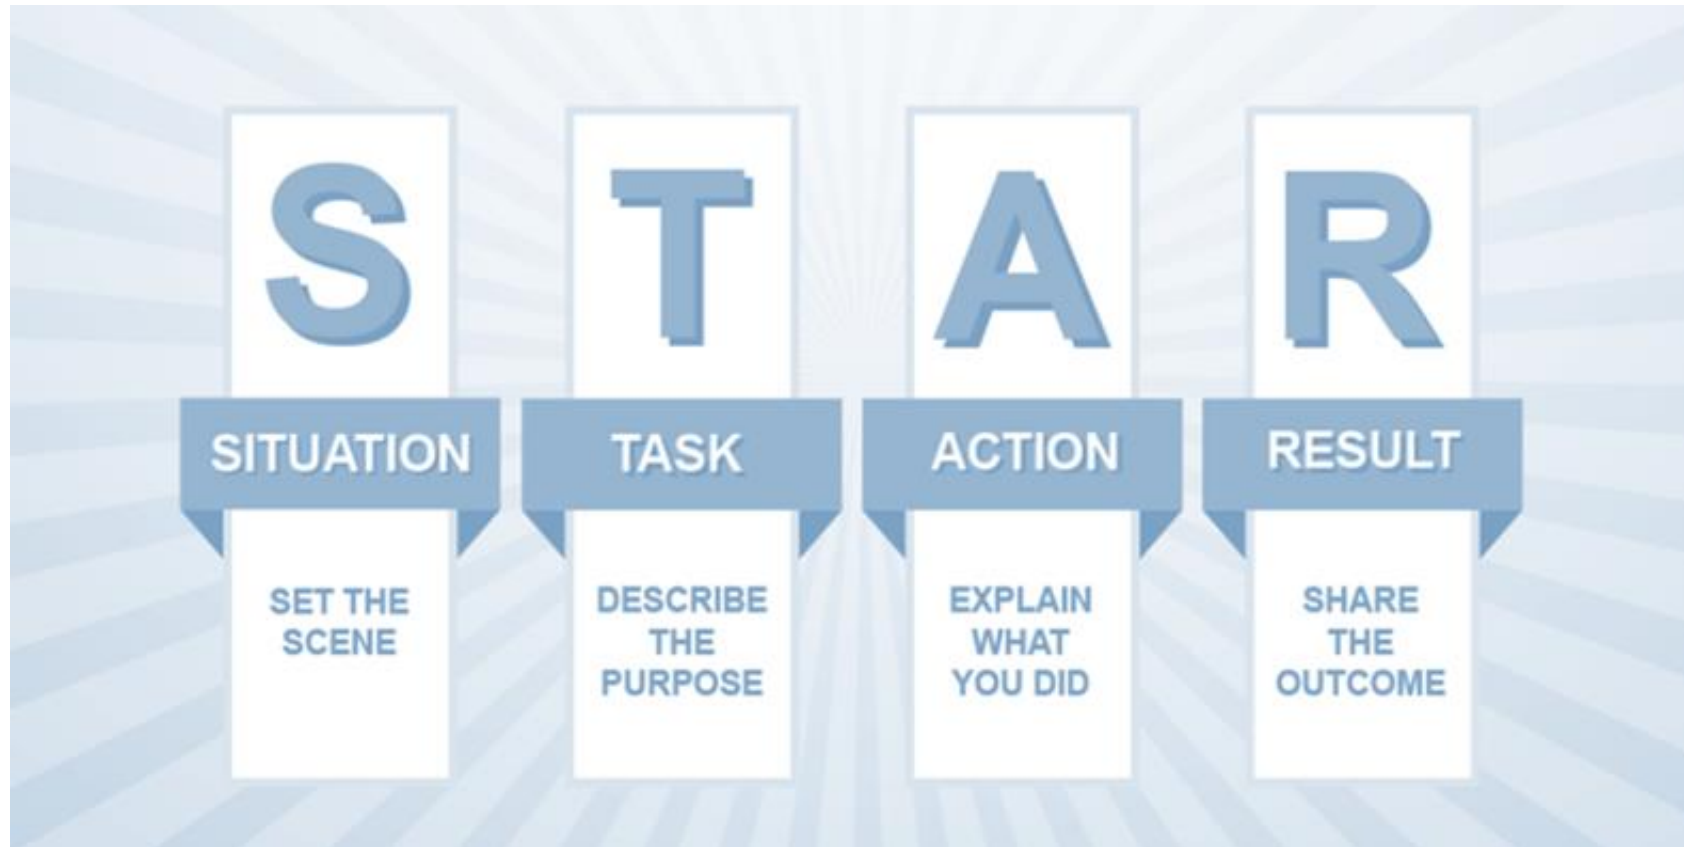 S
SITUATION
SET THE
SCENE
T
TASK
DESCRIBE
THE
PURPOSE
A
ACTION
EXPLAIN
WHAT
YOU DID
R
RESULT
SHARE
THE
OUTCOME